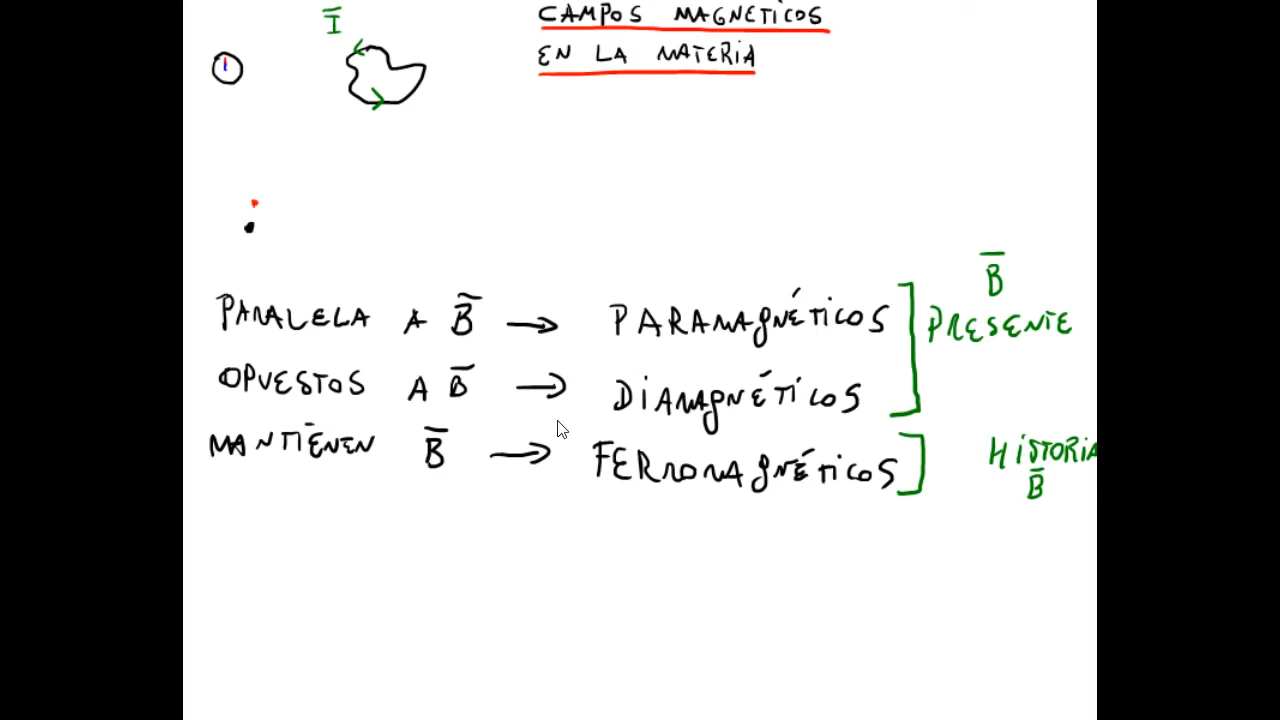 Ī
CAMPOS MAGNETICOS
EN LA MATERIA
PARALELA A B̄ → PARAMAGNÉTICOS
OPUESTOS A B̄ → DIAMAGNÉTICOS
MANTIENEN B̄ → FERROMAGNÉTICOS
B̄
PRESENTE
HISTORIA
B̄